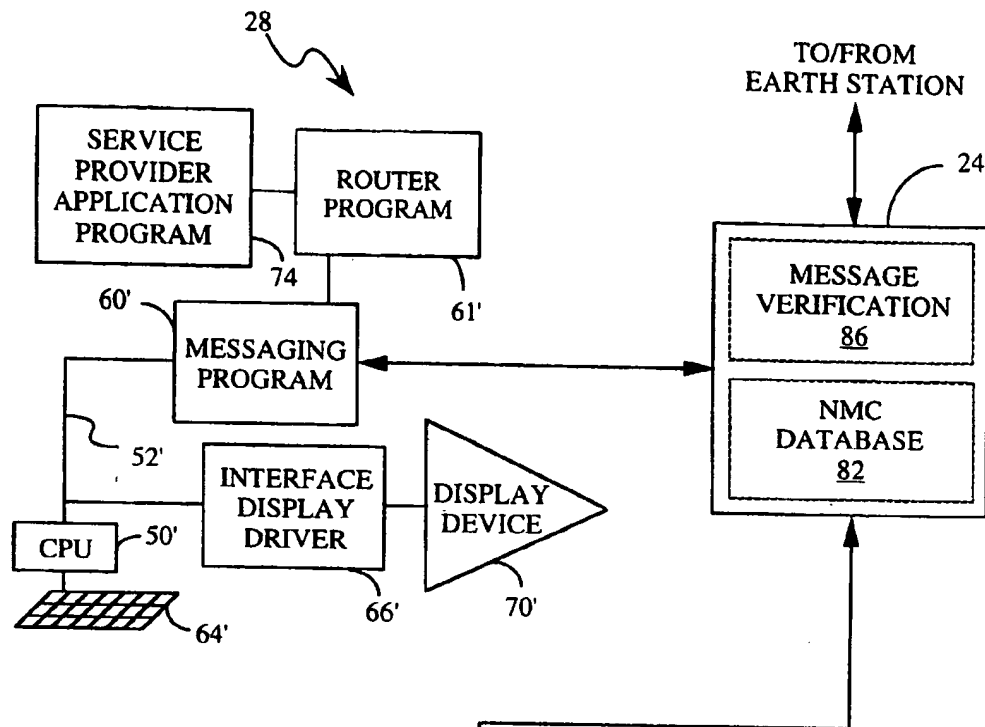 28
TO/FROM
EARTH STATION
SERVICE
PROVIDER
APPLICATION
PROGRAM
ROUTER
PROGRAM
24
74
61'
60'
MESSAGING
PROGRAM
MESSAGE
VERIFICATION
86
NMC
DATABASE
82
52'
INTERFACE
DISPLAY
DRIVER
DISPLAY
DEVICE
CPU
50'
66'
70'
64'